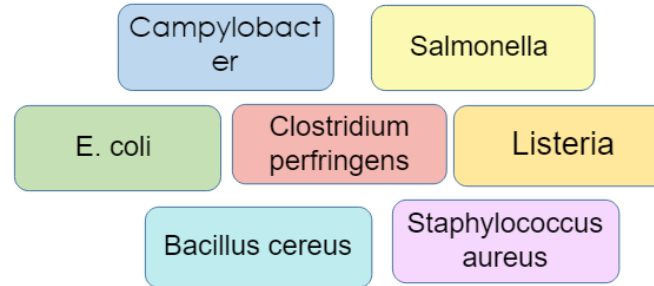 Campylobact
er
Salmonella
E. coli
Clostridium
perfringens
Listeria
Bacillus cereus
Staphylococcus
aureus